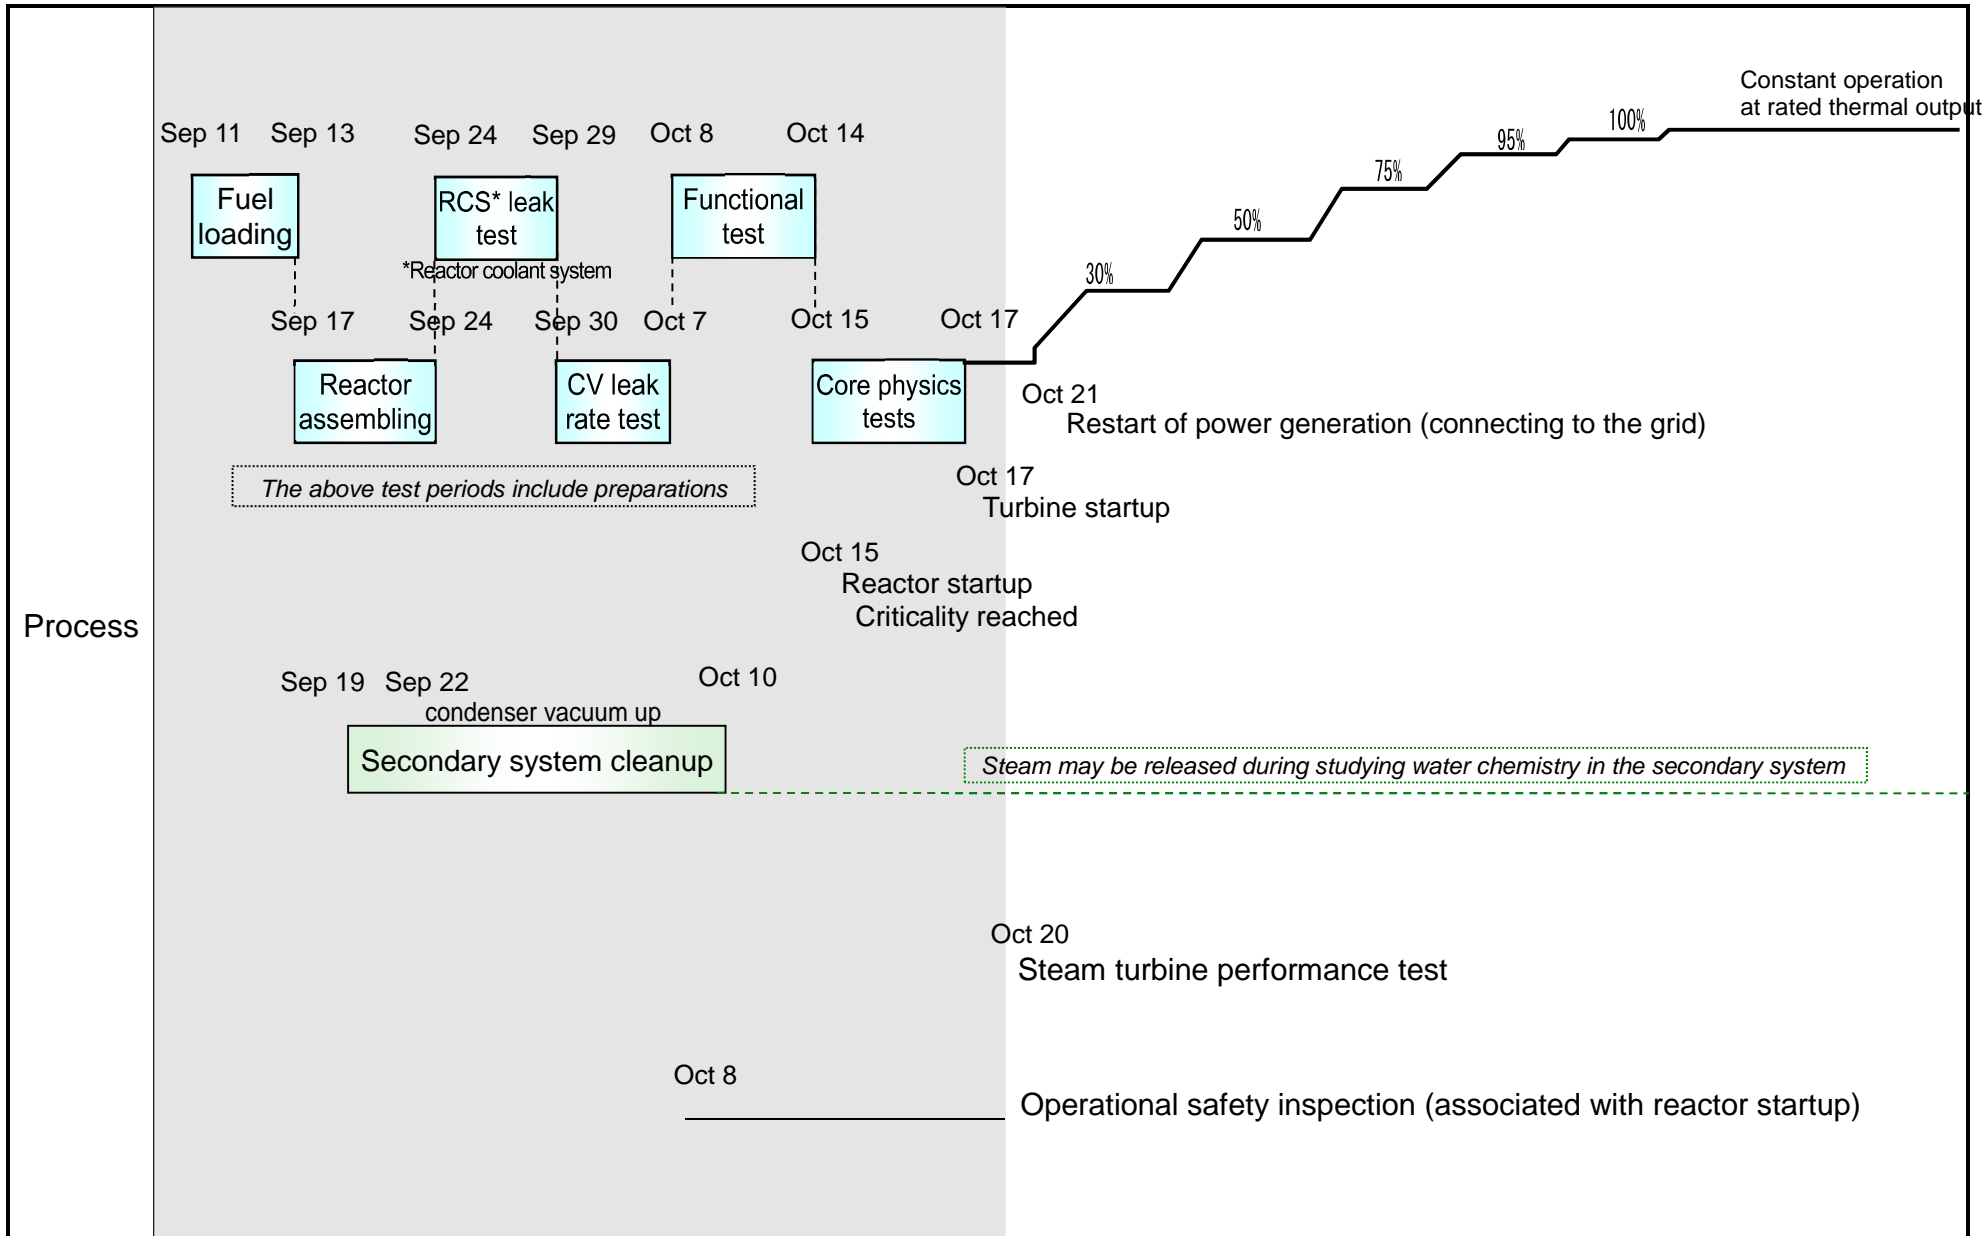 Constant operation
at rated thermal output
100%
95%
75%
50%
30%
Sep 11
Sep 13
Sep 24
Sep 29
Oct 8
Oct 14
Fuel
loading
RCS* leak
test
Functional
test
*Reactor coolant system
Sep 17
Sep 24
Sep 30
Oct 7
Oct 15
Oct 17
Reactor
assembling
CV leak
rate test
Core physics
tests
Oct 21
Restart of power generation (connecting to the grid)
The above test periods include preparations
Oct 17
Turbine startup
Oct 15
Reactor startup
Criticality reached
Process
Sep 19
Sep 22
Oct 10
condenser vacuum up
Secondary system cleanup
Steam may be released during studying water chemistry in the secondary system
Oct 20
Steam turbine performance test
Oct 8
Operational safety inspection (associated with reactor startup)